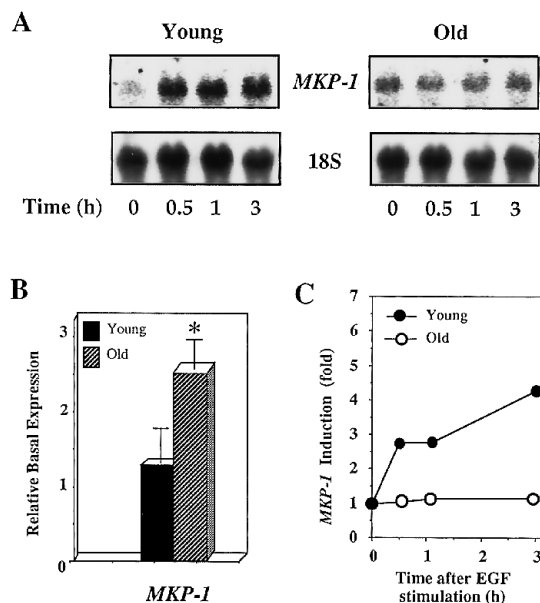 A
Young
Old
MKP-1
18S
Time (h) 0 0.5 1 3 0 0.5 1 3
B
Relative Basal Expression
3
2
1
0
Young
Old
*
MKP-1
C
MKP-1 Induction (fold)
7
6
5
4
3
2
1
0
Young
Old
0 1 2 3
Time after EGF
stimulation (h)